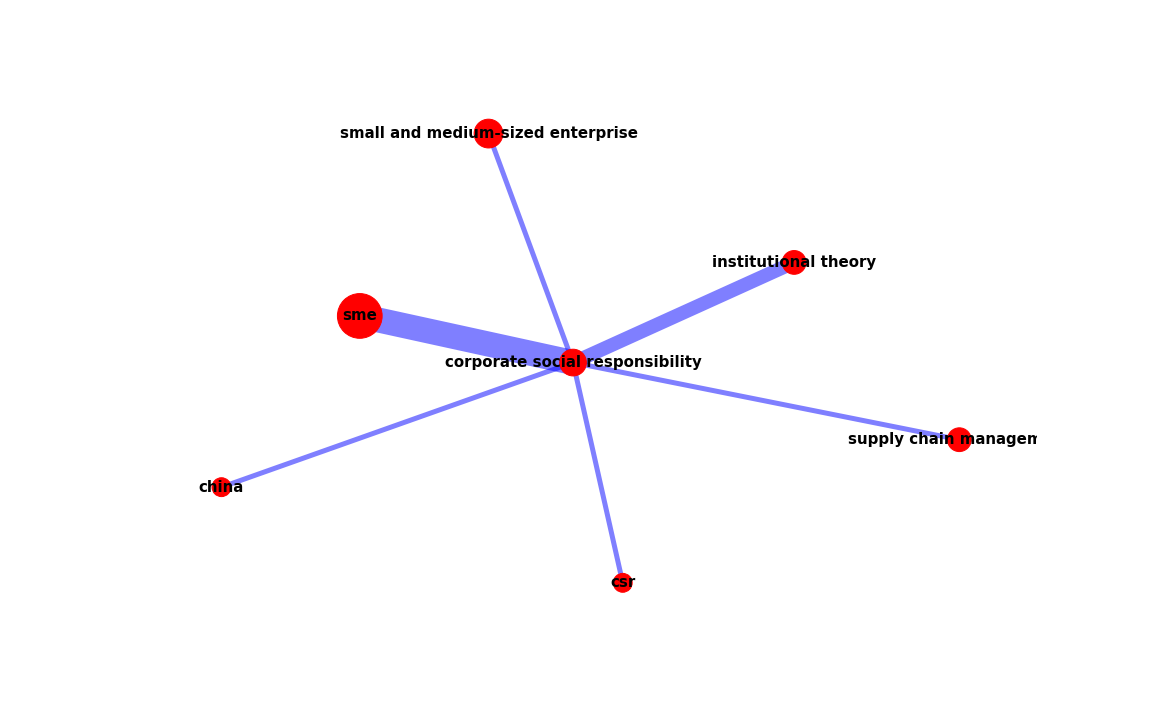 small and medium-sized enterprise
institutional theory
sme
corporate social responsibility
supply chain managem
china
csr